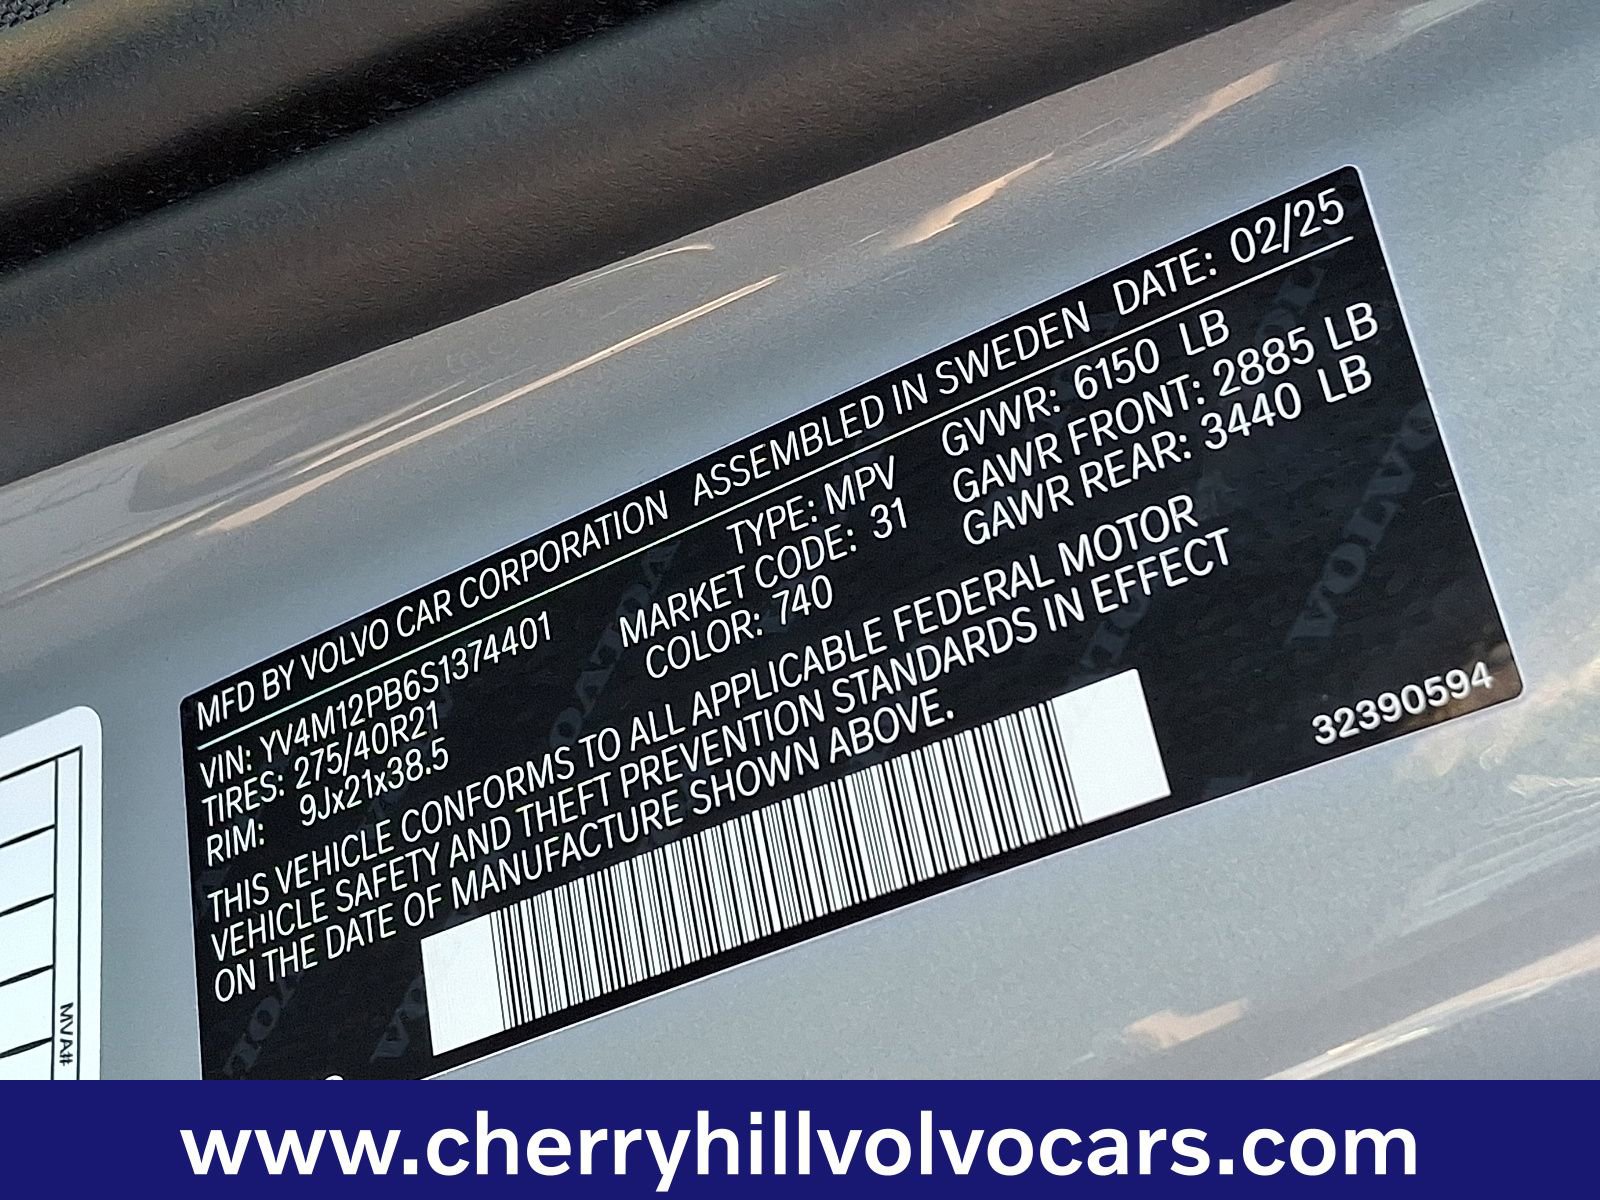 MFD BY VOLVO CAR CORPORATION ASSEMBLED IN SWEDEN DATE: 02/25
VIN: YV4M12PB6S1374401 TYPE: MPV GVWR: 6150 LB
TIRES: 275/40R21 MARKET CODE: 31 GAWR FRONT: 2885 LB
RIM: 9Jx21x38.5 COLOR: 740 GAWR REAR: 3440 LB
THIS VEHICLE CONFORMS TO ALL APPLICABLE FEDERAL MOTOR
VEHICLE SAFETY AND THEFT PREVENTION STANDARDS IN EFFECT
ON THE DATE OF MANUFACTURE SHOWN ABOVE.
32390594
MVA#
www.cherryhillvolvocars.com